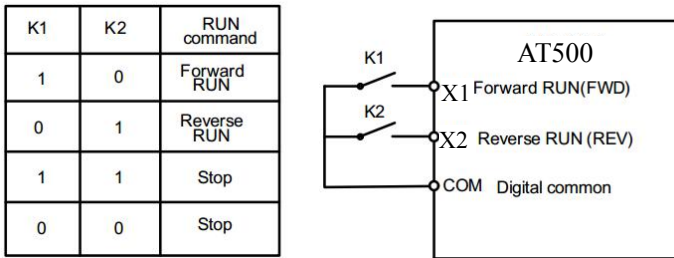 K1 K2 RUN
command
1 0 Forward
RUN
0 1 Reverse
RUN
1 1 Stop
0 0 Stop
AT500
K1
X1 Forward RUN(FWD)
K2
X2 Reverse RUN (REV)
COM Digital common